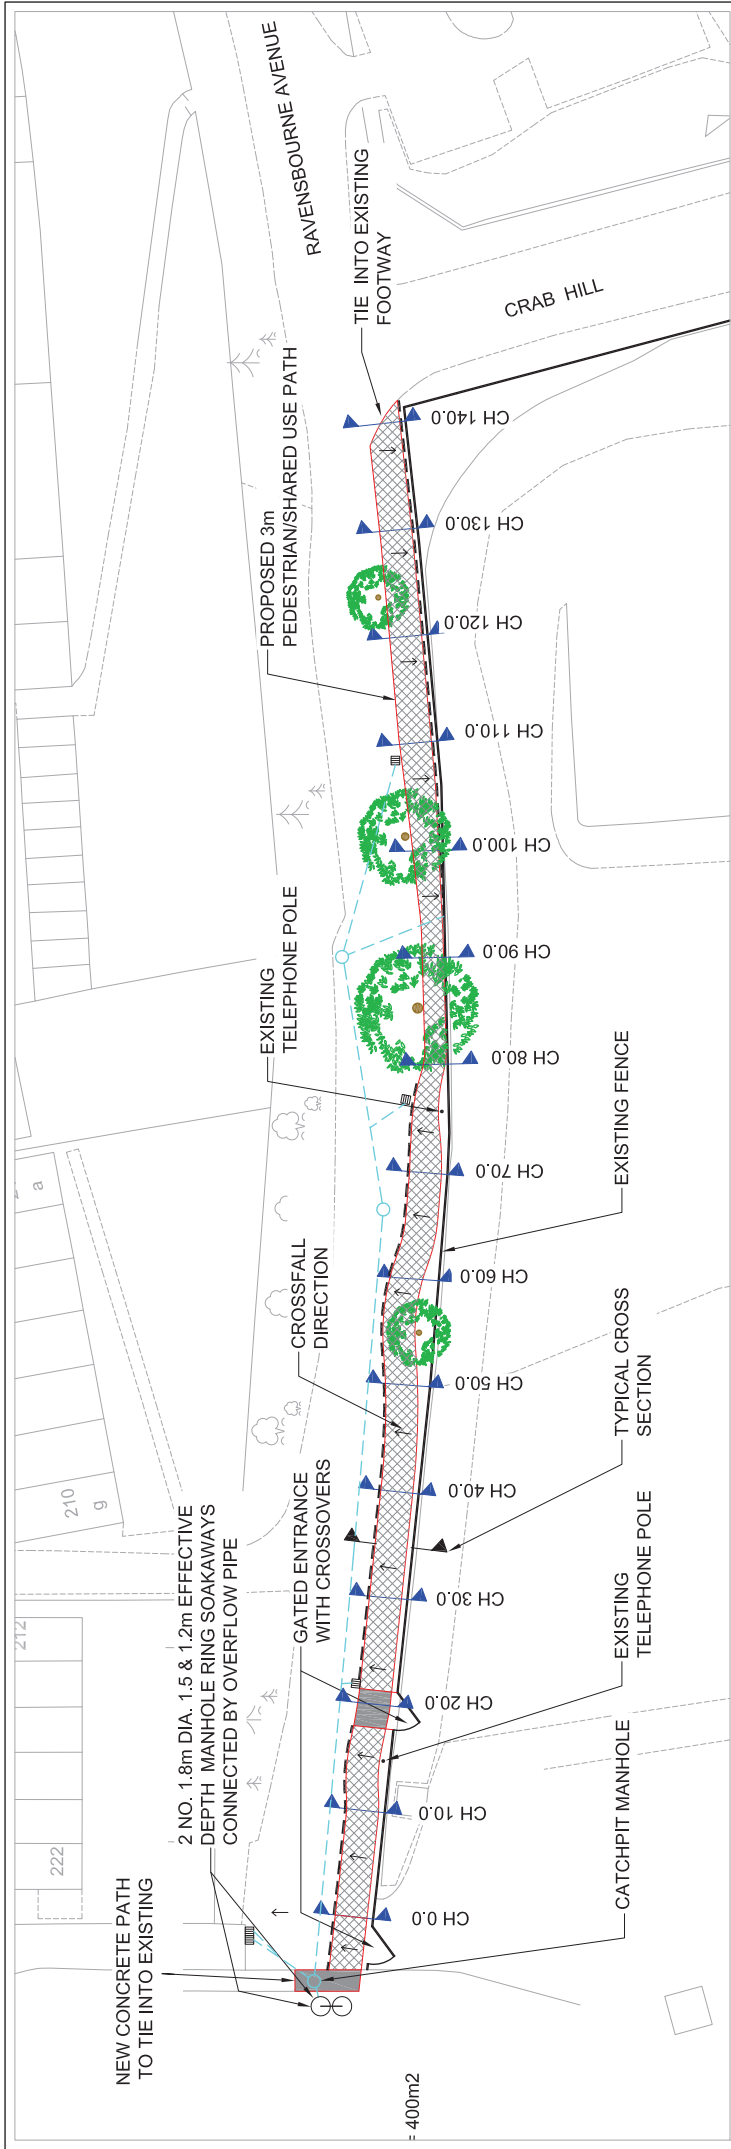 RAVENSBOURNE AVENUE
TIE INTO EXISTING
FOOTWAY
CRAB HILL
PROPOSED 3m
PEDESTRIAN/SHARED USE PATH
EXISTING
TELEPHONE POLE
EXISTING FENCE
CROSSFALL
DIRECTION
TYPICAL CROSS
SECTION
2 NO. 1.8m DIA. 1.5 & 1.2m EFFECTIVE
DEPTH MANHOLE RING SOAKAWAYS
CONNECTED BY OVERFLOW PIPE
GATED ENTRANCE
WITH CROSSOVERS
EXISTING
TELEPHONE POLE
NEW CONCRETE PATH
TO TIE INTO EXISTING
CATCHPIT MANHOLE
CH 140.0
CH 130.0
CH 120.0
CH 110.0
CH 100.0
CH 90.0
CH 80.0
CH 70.0
CH 60.0
CH 50.0
CH 40.0
CH 30.0
CH 20.0
CH 10.0
CH 0.0
a
210
g
212
222
= 400m2